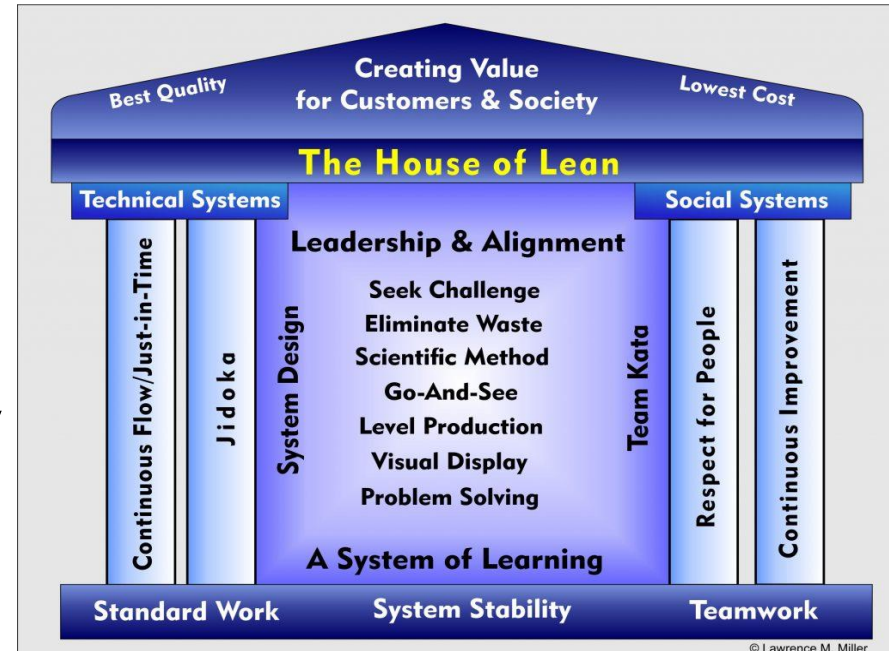 Creating Value
for Customers & Society
Best Quality
Lowest Cost
The House of Lean
Technical Systems
Social Systems
Continuous Flow/Just-in-Time
Jidoka
System Design
Leadership & Alignment
Seek Challenge
Eliminate Waste
Scientific Method
Go-And-See
Level Production
Visual Display
Problem Solving
A System of Learning
Team Kata
Respect for People
Continuous Improvement
Standard Work
System Stability
Teamwork
© Lawrence M. Miller